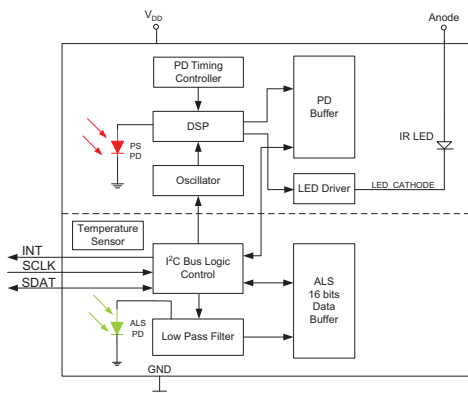 VDD
Anode
PD Timing
Controller
DSP
PD
Buffer
PS
PD
IR LED
Oscillator
LED Driver
LED_CATHODE
Temperature
Sensor
INT
SCLK
SDAT
I²C Bus Logic
Control
ALS
16 bits
Data
Buffer
ALS
PD
Low Pass Filter
GND